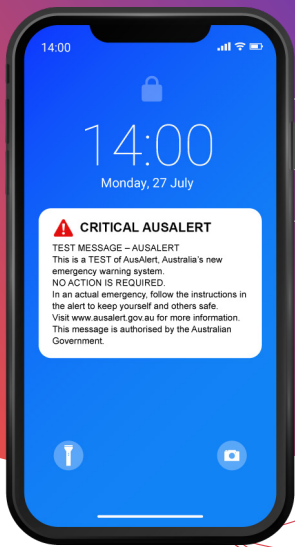 14:00
14:00
Monday, 27 July
CRITICAL AUSALERT
TEST MESSAGE – AUSALERT
This is a TEST of AusAlert, Australia's new
emergency warning system.
NO ACTION IS REQUIRED.
In an actual emergency, follow the instructions in
the alert to keep yourself and others safe.
Visit www.ausalert.gov.au for more information.
This message is authorised by the Australian
Government.